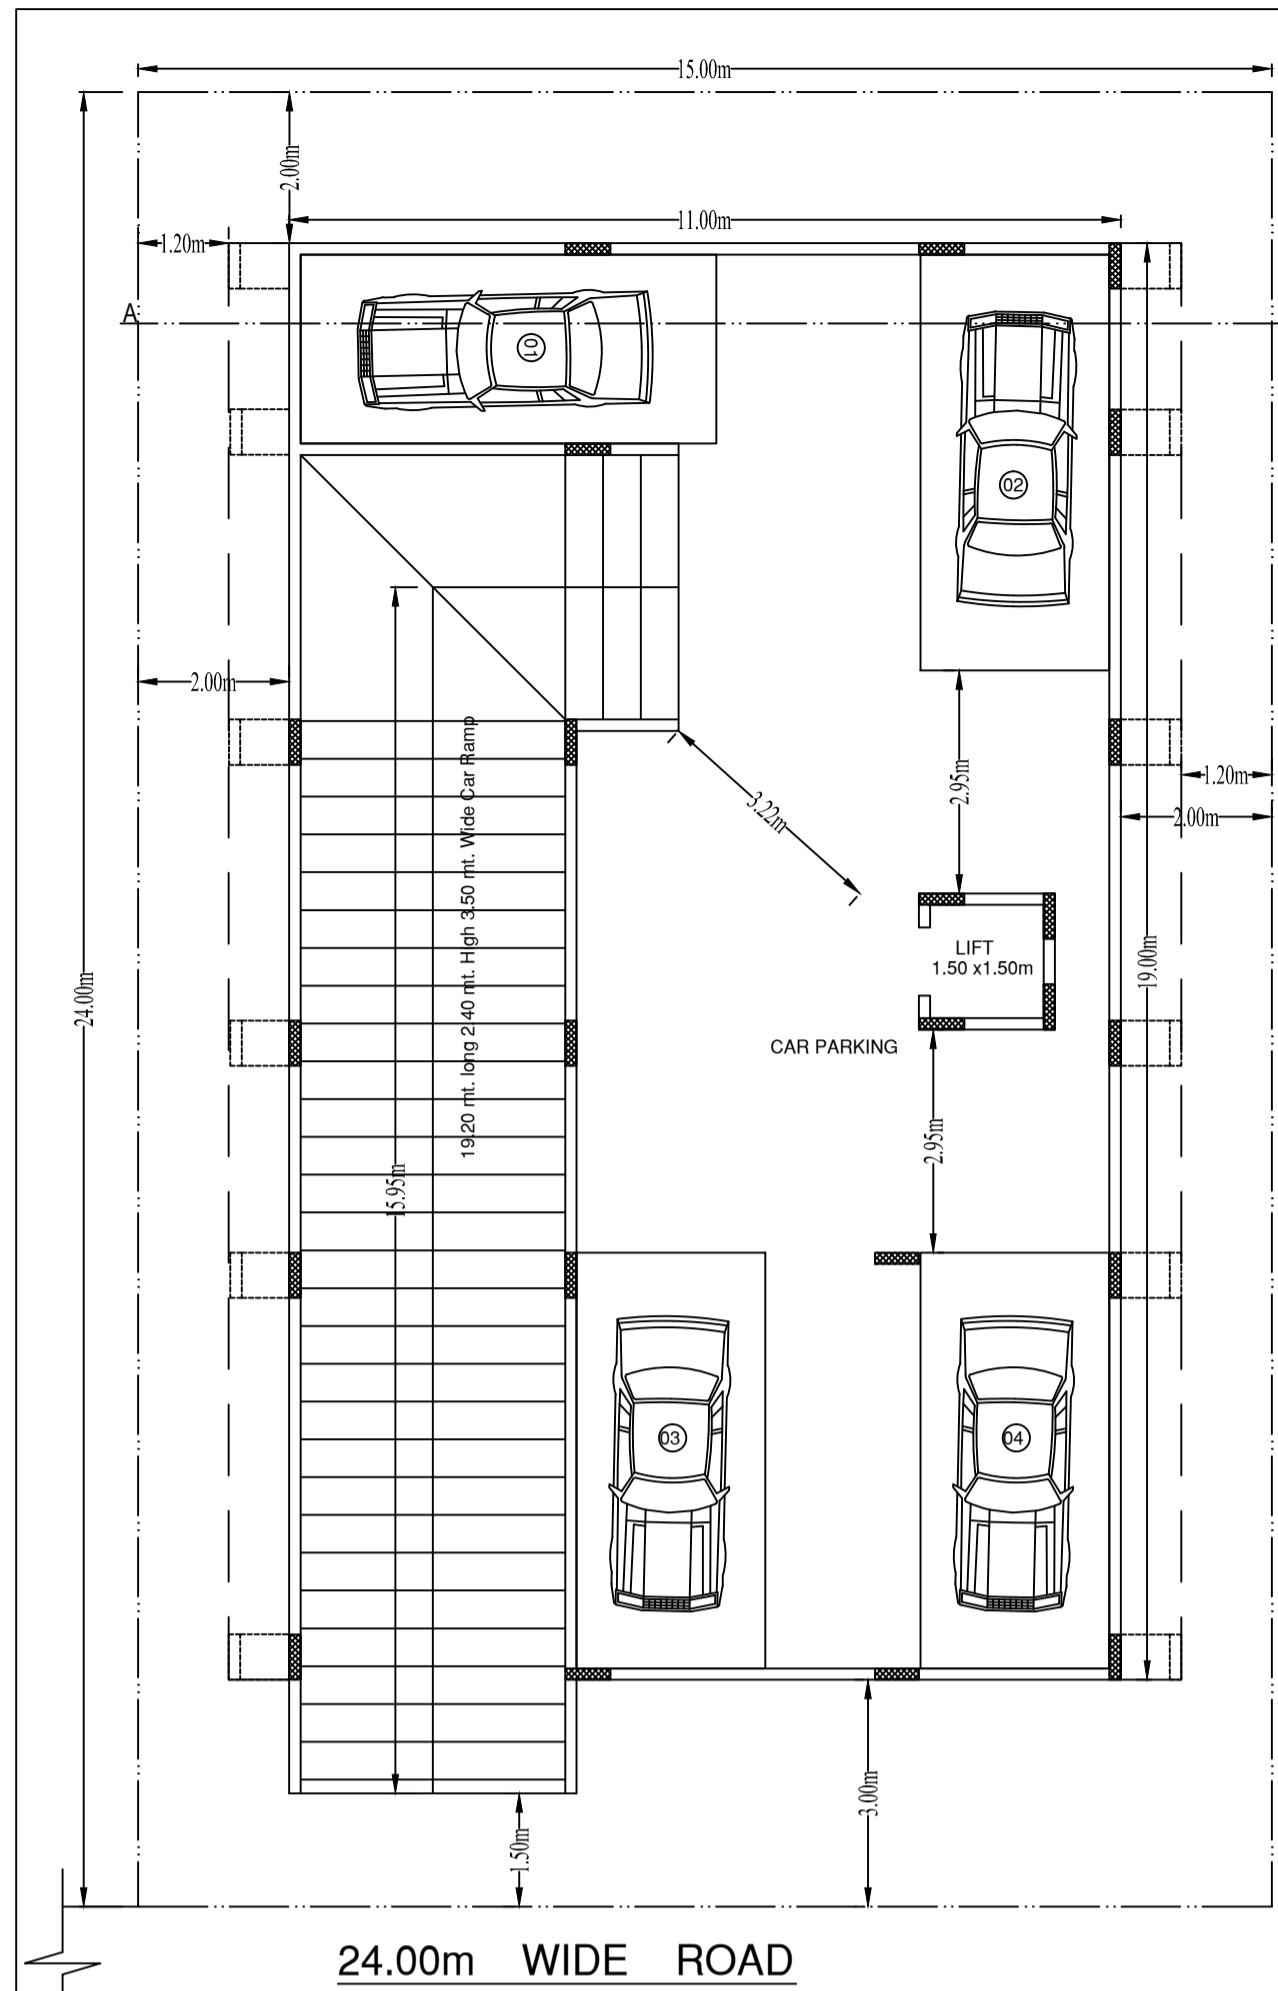 15.00m
2.00m
11.00m
1.20m
A
01
02
2.00m
19.20 mt. long 2.40 mt. High 3.50 mt. Wide Car Ramp
2.95m
1.20m
3.22m
2.00m
LIFT
1.50 x1.50m
19.00m
24.00m
CAR PARKING
2.95m
15.95m
03
04
3.00m
1.50m
24.00m WIDE ROAD